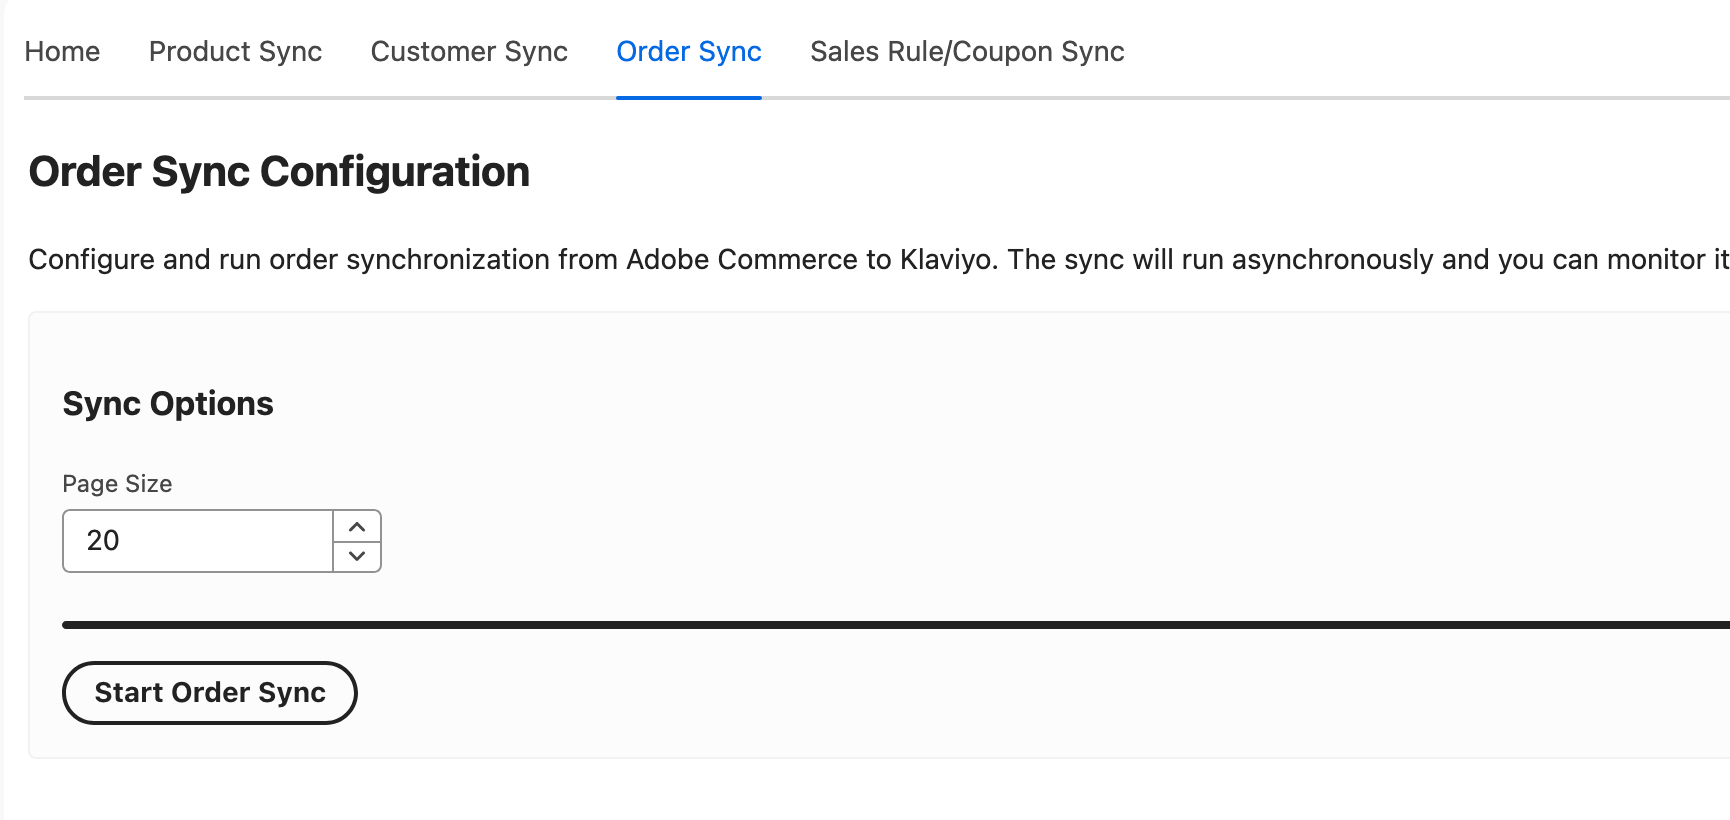 Home Product Sync Customer Sync Order Sync Sales Rule/Coupon Sync
Order Sync Configuration
Configure and run order synchronization from Adobe Commerce to Klaviyo. The sync will run asynchronously and you can monitor it
Sync Options
Page Size
20
Start Order Sync